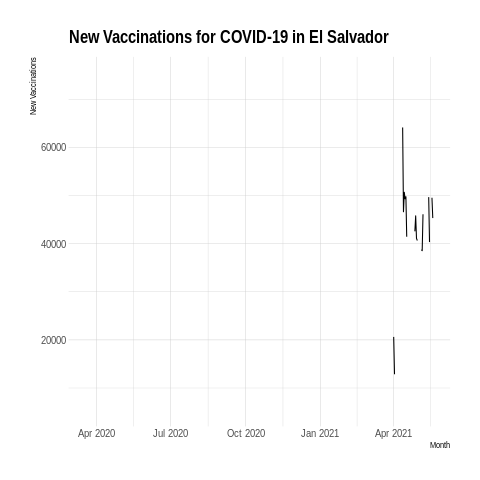 New Vaccinations for COVID-19 in El Salvador
New Vaccinations
60000
40000
20000
Apr 2020 Jul 2020 Oct 2020 Jan 2021 Apr 2021
Month